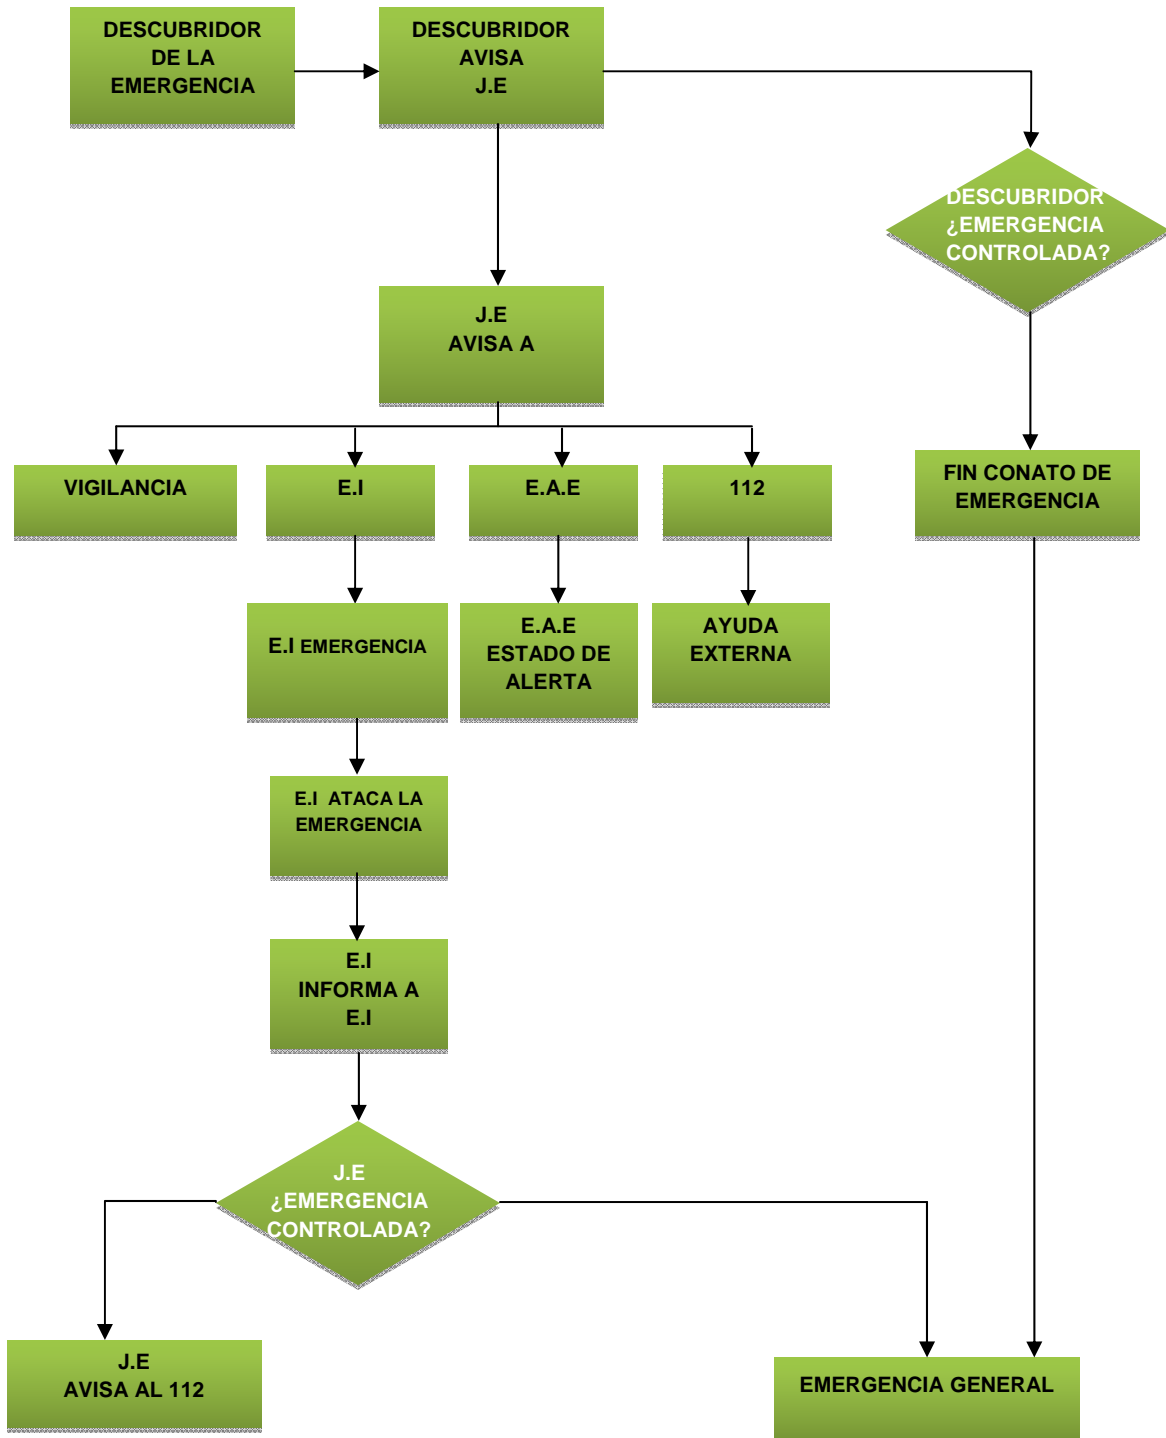 DESCUBRIDOR
DE LA
EMERGENCIA
DESCUBRIDOR
AVISA
J.E
DESCUBRIDOR
¿EMERGENCIA
CONTROLADA?
J.E
AVISA A
VIGILANCIA
E.I
E.A.E
112
FIN CONATO DE
EMERGENCIA
E.I EMERGENCIA
E.A.E
ESTADO DE
ALERTA
AYUDA
EXTERNA
E.I ATACA LA
EMERGENCIA
E.I
INFORMA A
E.I
J.E
¿EMERGENCIA
CONTROLADA?
J.E
AVISA AL 112
EMERGENCIA GENERAL